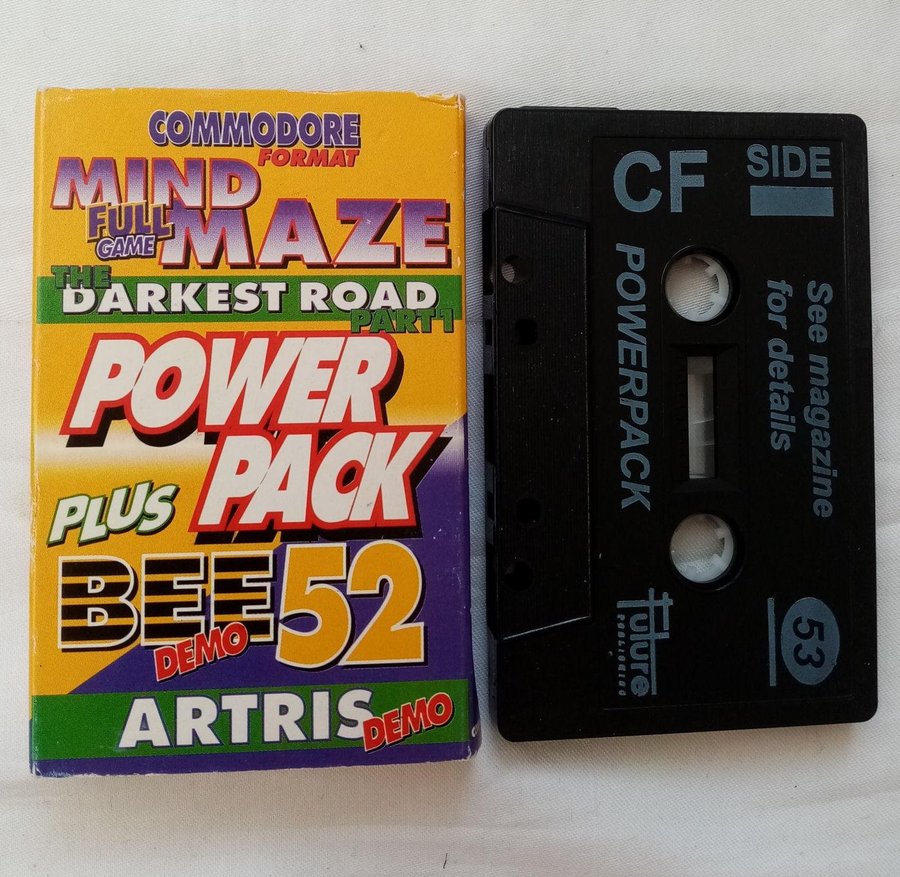 COMMODORE
FORMAT
MIND
FULL
GAME
MAZE
THE
DARKEST ROAD
PART 1
POWER
PACK
PLUS
BEE 52
DEMO
ARTRIS
DEMO
CF
SIDE
POWERPACK
See magazine
for details
Future
PUBLISHING
53